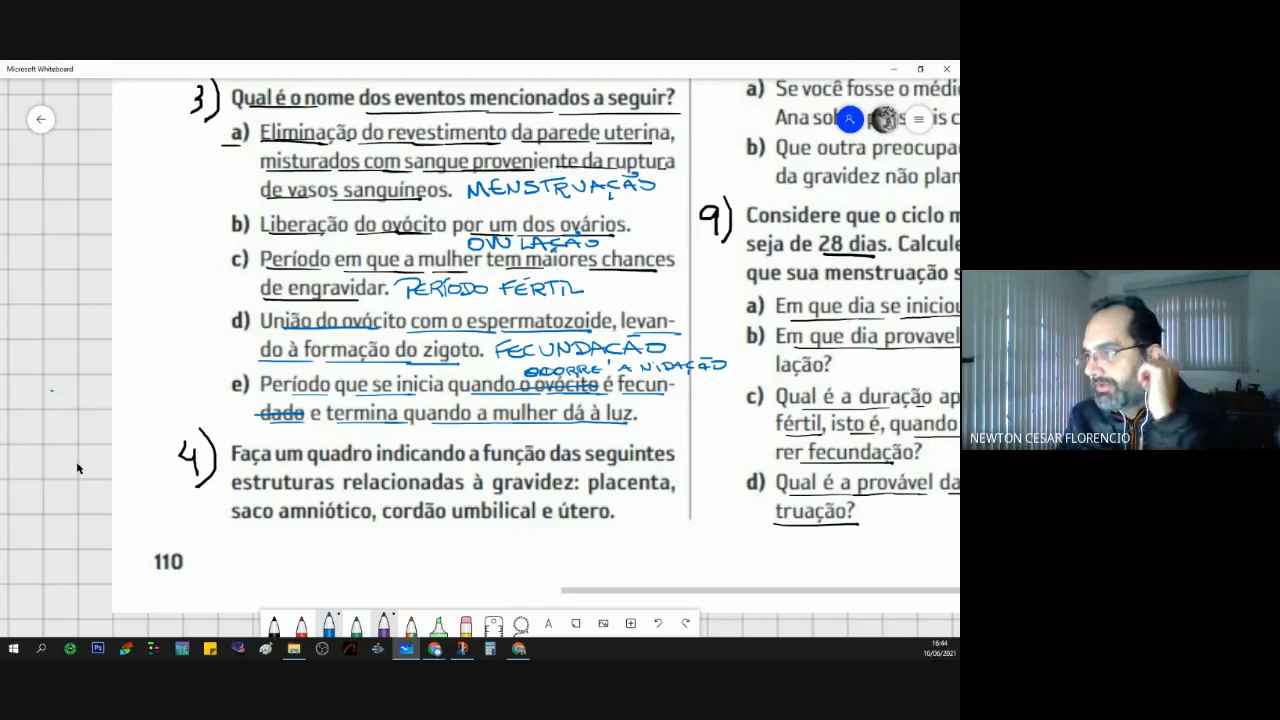 Microsoft Whiteboard
3)
Qual é o nome dos eventos mencionados a seguir?
a) Eliminação do revestimento da parede uterina,
misturados com sangue proveniente da ruptura
de vasos sanguíneos. MENSTRUAÇÃO
b) Liberação do ovócito por um dos ovários.
OVULAÇÃO
c) Período em que a mulher tem maiores chances
de engravidar. PERÍODO FÉRTIL
d) União do ovócito com o espermatozoide, levan-
do à formação do zigoto. FECUNDAÇÃO
OCORRE A NIDAÇÃO
e) Período que se inicia quando o ovócito é fecun-
dado e termina quando a mulher dá à luz.
4)
Faça um quadro indicando a função das seguintes
estruturas relacionadas à gravidez: placenta,
saco amniótico, cordão umbilical e útero.
110
a) Se você fosse o médi
Ana sob
is c
b) Que outra preocupa
da gravidez não plan
9)
Considere que o ciclo m
seja de 28 dias. Calcule
que sua menstruação s
a) Em que dia se iniciou
b) Em que dia provavel
lação?
c) Qual é a duração ap
fértil, isto é, quando
rer fecundação?
d) Qual é a provável da
truação?
NEWTON CESAR FLORENCIO
16:44
10/06/2021